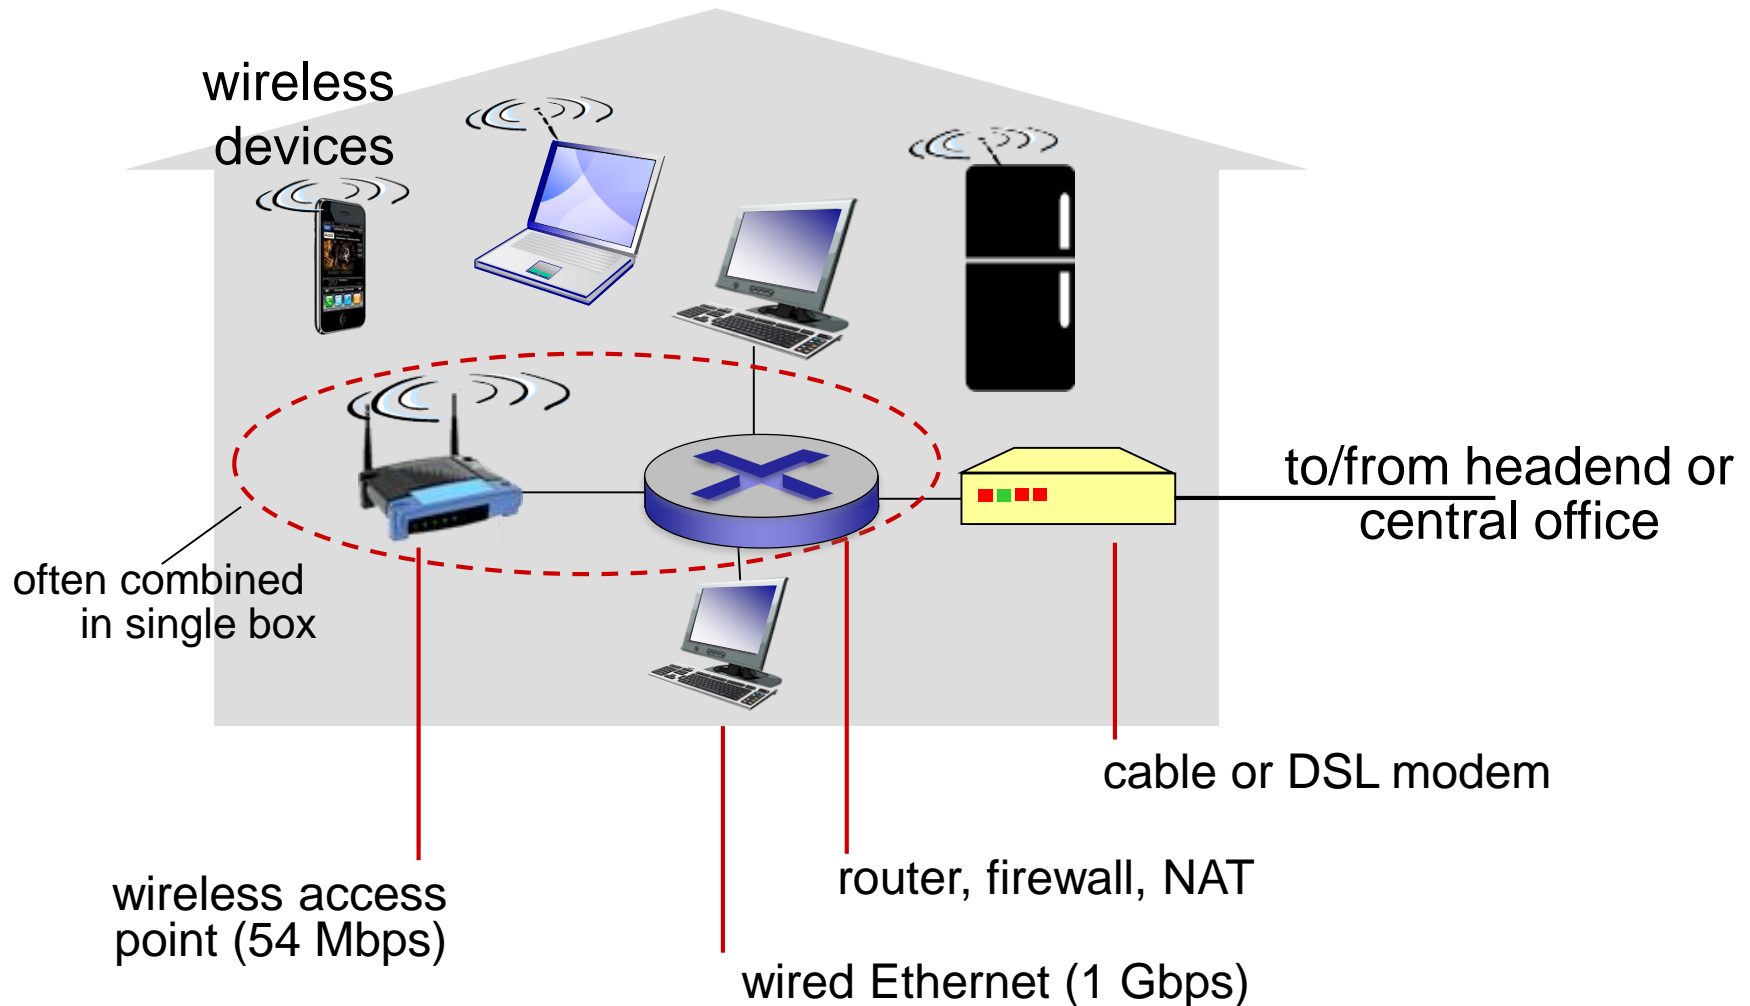 wireless
devices
to/from headend or
central office
often combined
in single box
cable or DSL modem
router, firewall, NAT
wireless access
point (54 Mbps)
wired Ethernet (1 Gbps)